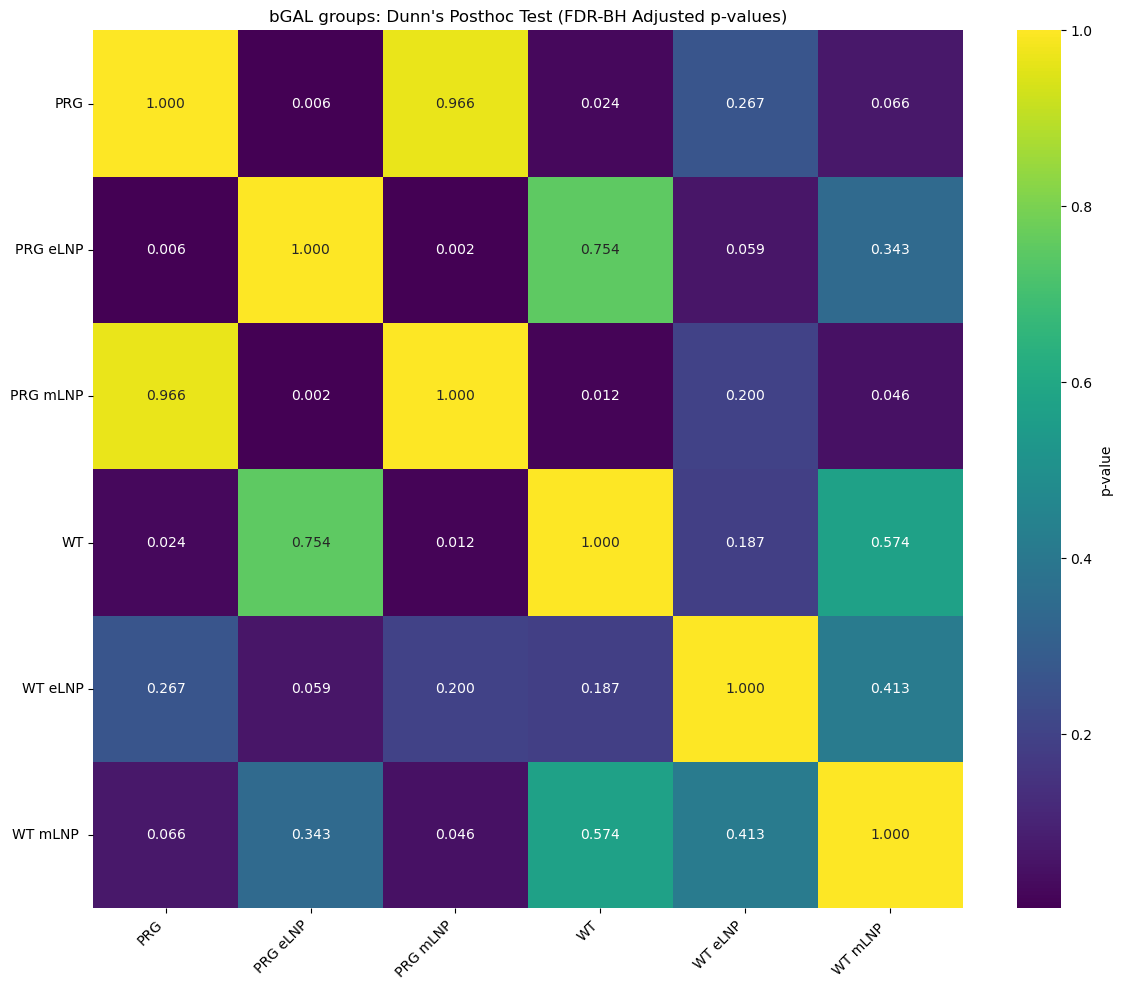 bGAL groups: Dunn's Posthoc Test (FDR-BH Adjusted p-values)
PRG 1.000 0.006 0.966 0.024 0.267 0.066
PRG eLNP 0.006 1.000 0.002 0.754 0.059 0.343
PRG mLNP 0.966 0.002 1.000 0.012 0.200 0.046
WT 0.024 0.754 0.012 1.000 0.187 0.574
WT eLNP 0.267 0.059 0.200 0.187 1.000 0.413
WT mLNP 0.066 0.343 0.046 0.574 0.413 1.000
PRG PRG eLNP PRG mLNP WT WT eLNP WT mLNP
1.0
0.8
0.6
0.4
0.2
p-value